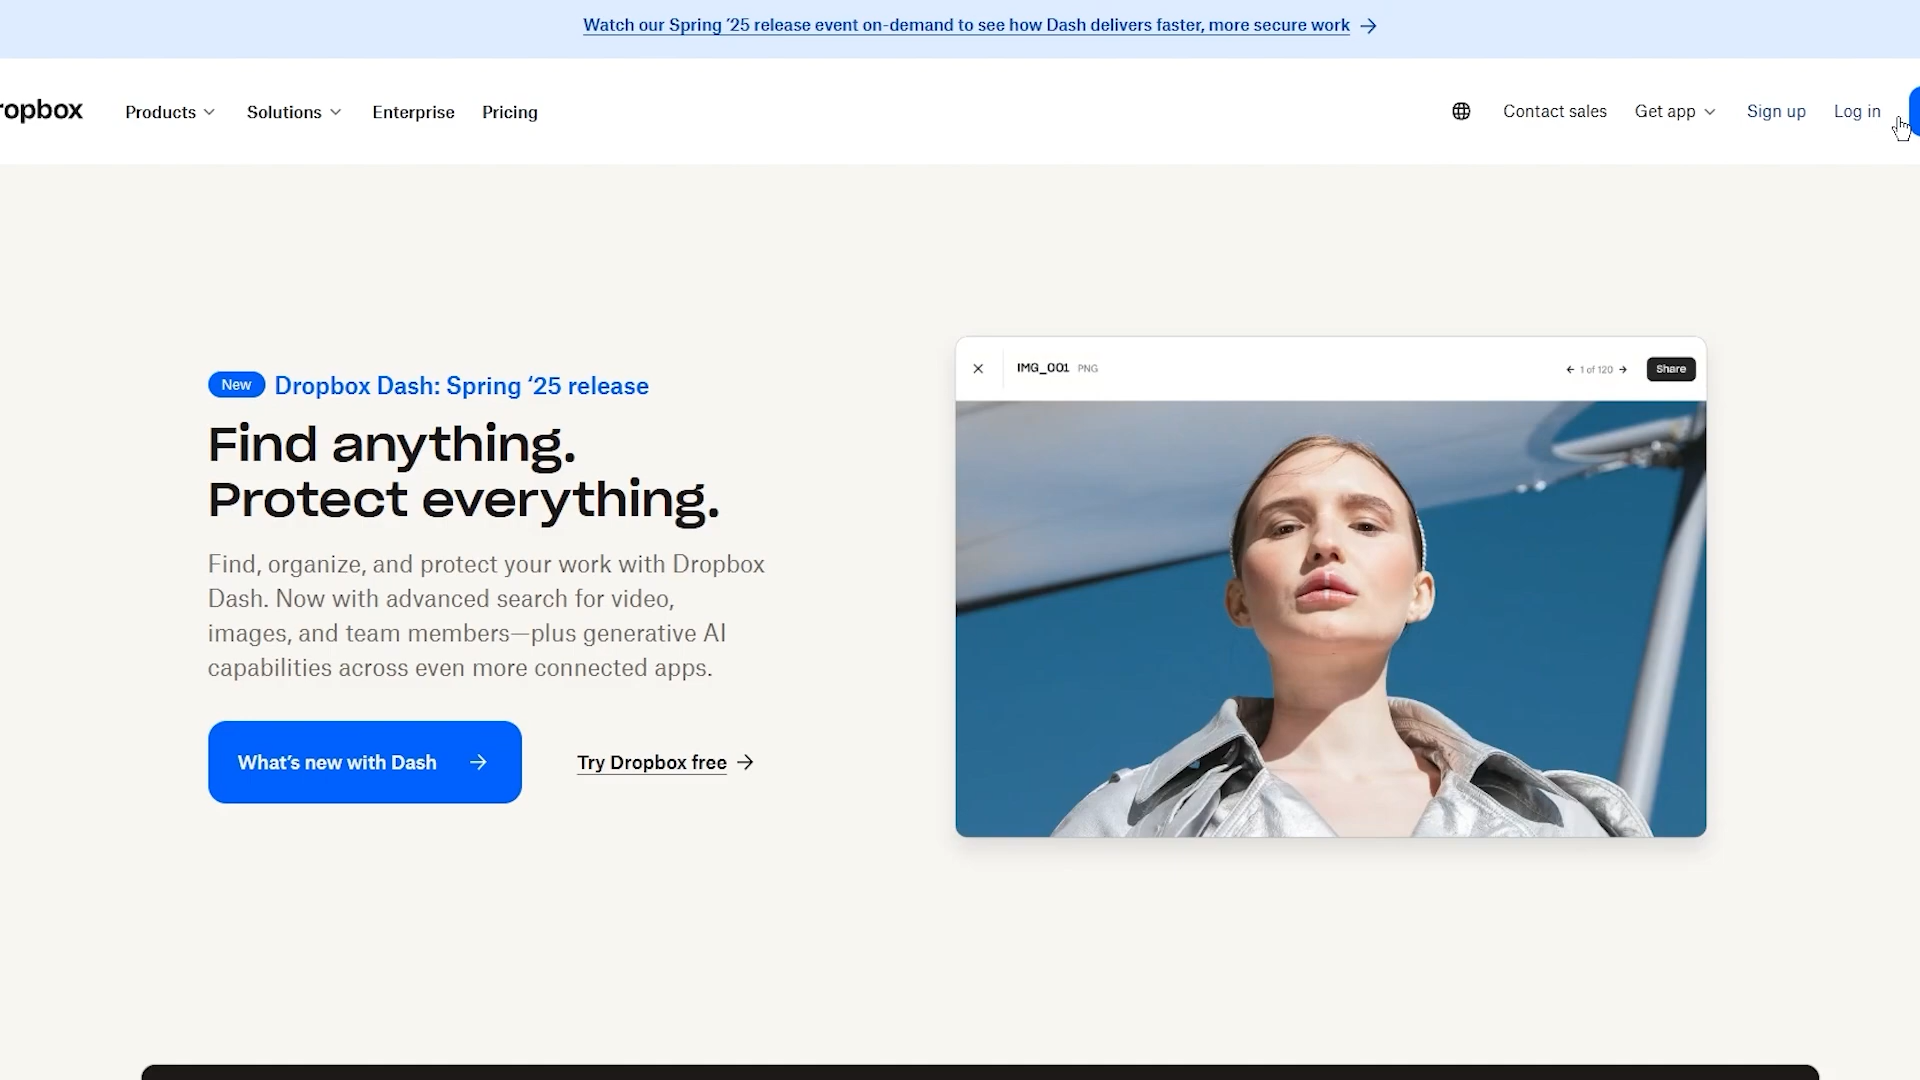 Watch our Spring ‘25 release event on-demand to see how Dash delivers faster, more secure work
ropbox
Products
Solutions
Enterprise
Pricing
Contact sales
Get app
Sign up
Log in
New
Dropbox Dash: Spring ‘25 release
Find anything.
Protect everything.
Find, organize, and protect your work with Dropbox
Dash. Now with advanced search for video,
images, and team members—plus generative AI
capabilities across even more connected apps.
What’s new with Dash
Try Dropbox free
IMG_001 PNG
1 of 120
Share